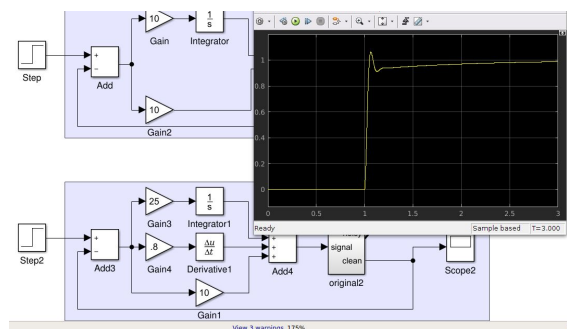 10
Gain
1
s
Integrator
Step
+
−
Add
10
Gain2
1
0.8
0.6
0.4
0.2
0
0
0.5
1
1.5
2
2.5
3
Ready
Sample based
T=3.000
25
Gain3
1
s
Integrator1
Step2
+
−
Add3
.8
Gain4
Δu
Δt
Derivative1
10
Gain1
+
+
+
Add4
signal
clean
original2
Scope2
View 3 warnings 175%